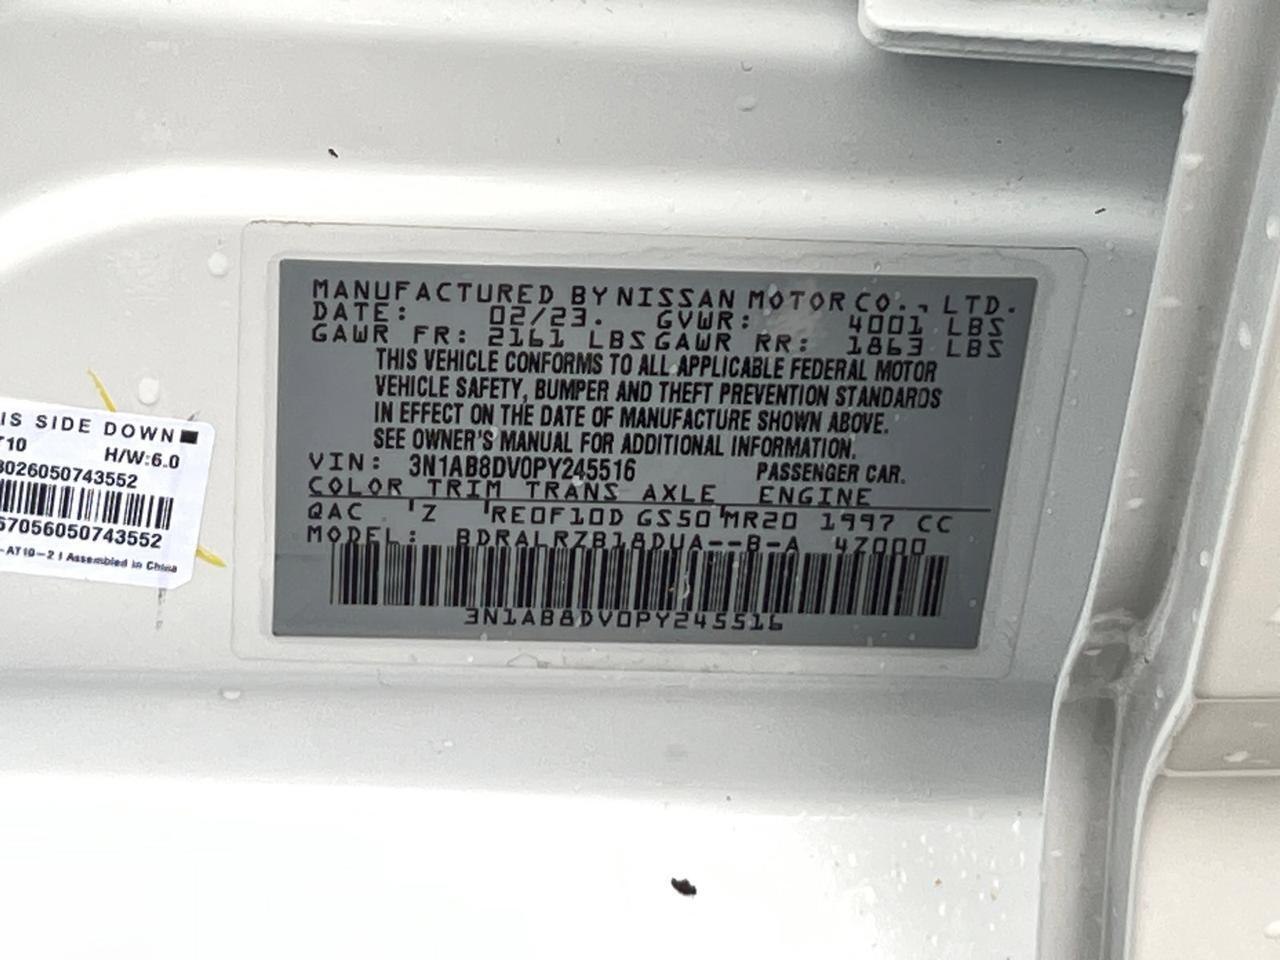 MANUFACTURED BY NISSAN MOTOR CO., LTD.
DATE: 02/23. GVWR: 4001 LBS
GAWR FR: 2161 LBS GAWR RR: 1863 LBS
THIS VEHICLE CONFORMS TO ALL APPLICABLE FEDERAL MOTOR
VEHICLE SAFETY, BUMPER AND THEFT PREVENTION STANDARDS
IN EFFECT ON THE DATE OF MANUFACTURE SHOWN ABOVE.
SEE OWNER'S MANUAL FOR ADDITIONAL INFORMATION.
VIN: 3N1AB8DV0PY245516 PASSENGER CAR.
COLOR TRIM TRANS AXLE ENGINE
QAC Z RE0F10D GS50 MR20 1997 CC
MODEL: BDRALRZB18DUA--B-A 47000
3N1AB8DV0PY245516
IS SIDE DOWN
T10 H/W:6.0
8026050743552
57056050743552
-AT10-2 | Assembled in China